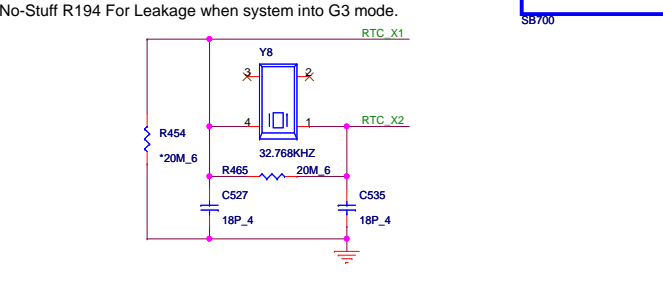 No-Stuff R194 For Leakage when system into G3 mode.
SB700
RTC_X1
Y8
3
2
4
1
RTC_X2
R454
32.768KHZ
*20M_6
R465
20M_6
C527
C535
18P_4
18P_4